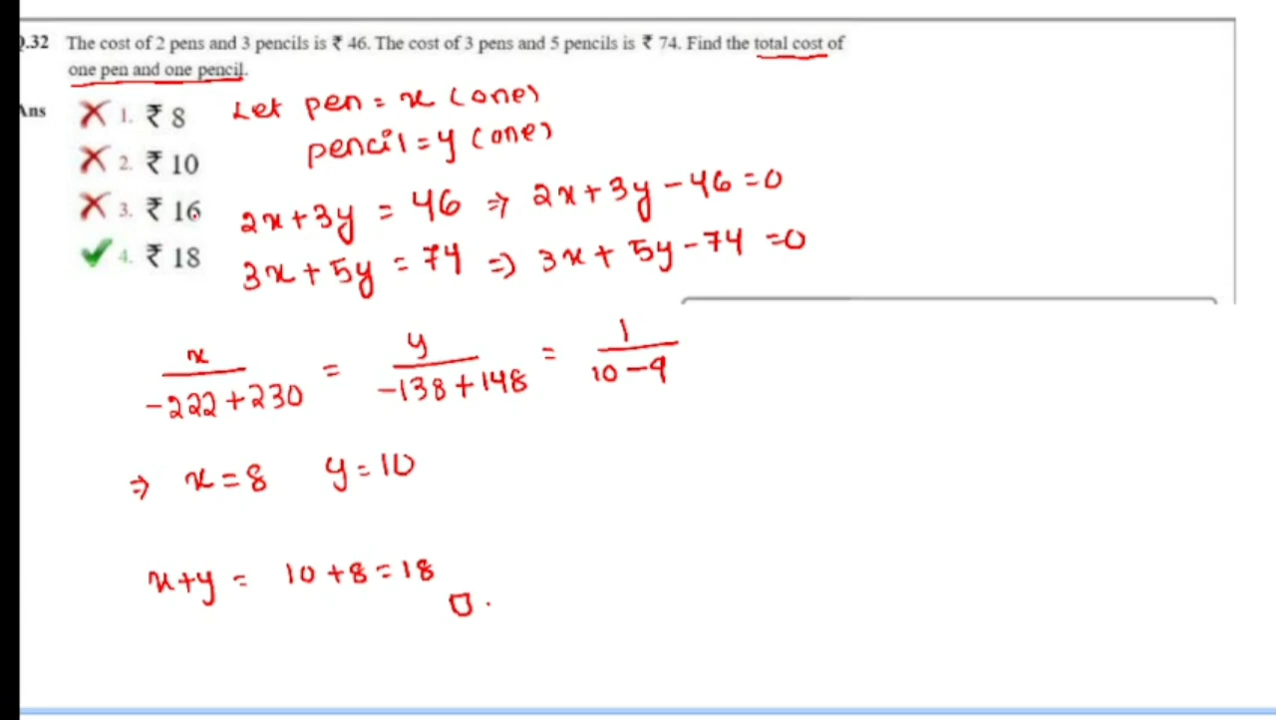 .32 The cost of 2 pens and 3 pencils is ₹ 46. The cost of 3 pens and 5 pencils is ₹ 74. Find the total cost of
one pen and one pencil.
Ans
1. ₹ 8
2. ₹ 10
3. ₹ 16
4. ₹ 18
Let pen = x (one)
pencil = y (one)
2x+3y = 46 ⇒ 2x+3y-46=0
3x+5y = 74 ⇒ 3x+5y-74=0
x/(-222+230) = y/(-138+148) = 1/(10-9)
⇒ x=8 y=10
x+y = 10+8=18